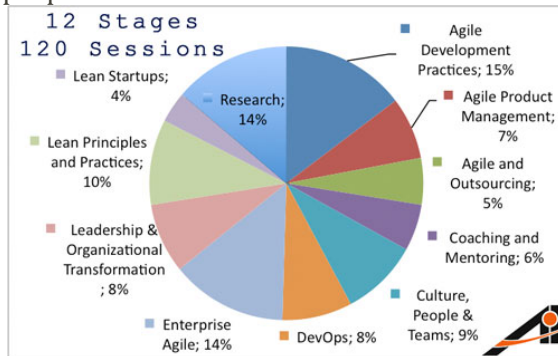 12 Stages
120 Sessions
Agile
Development
Practices; 15%
Agile Product
Management;
7%
Agile and
Outsourcing;
5%
Coaching and
Mentoring; 6%
Culture,
People &
Teams; 9%
DevOps; 8%
Enterprise
Agile; 14%
Leadership &
Organizational
Transformation
; 8%
Lean Principles
and Practices;
10%
Lean Startups;
4%
Research;
14%